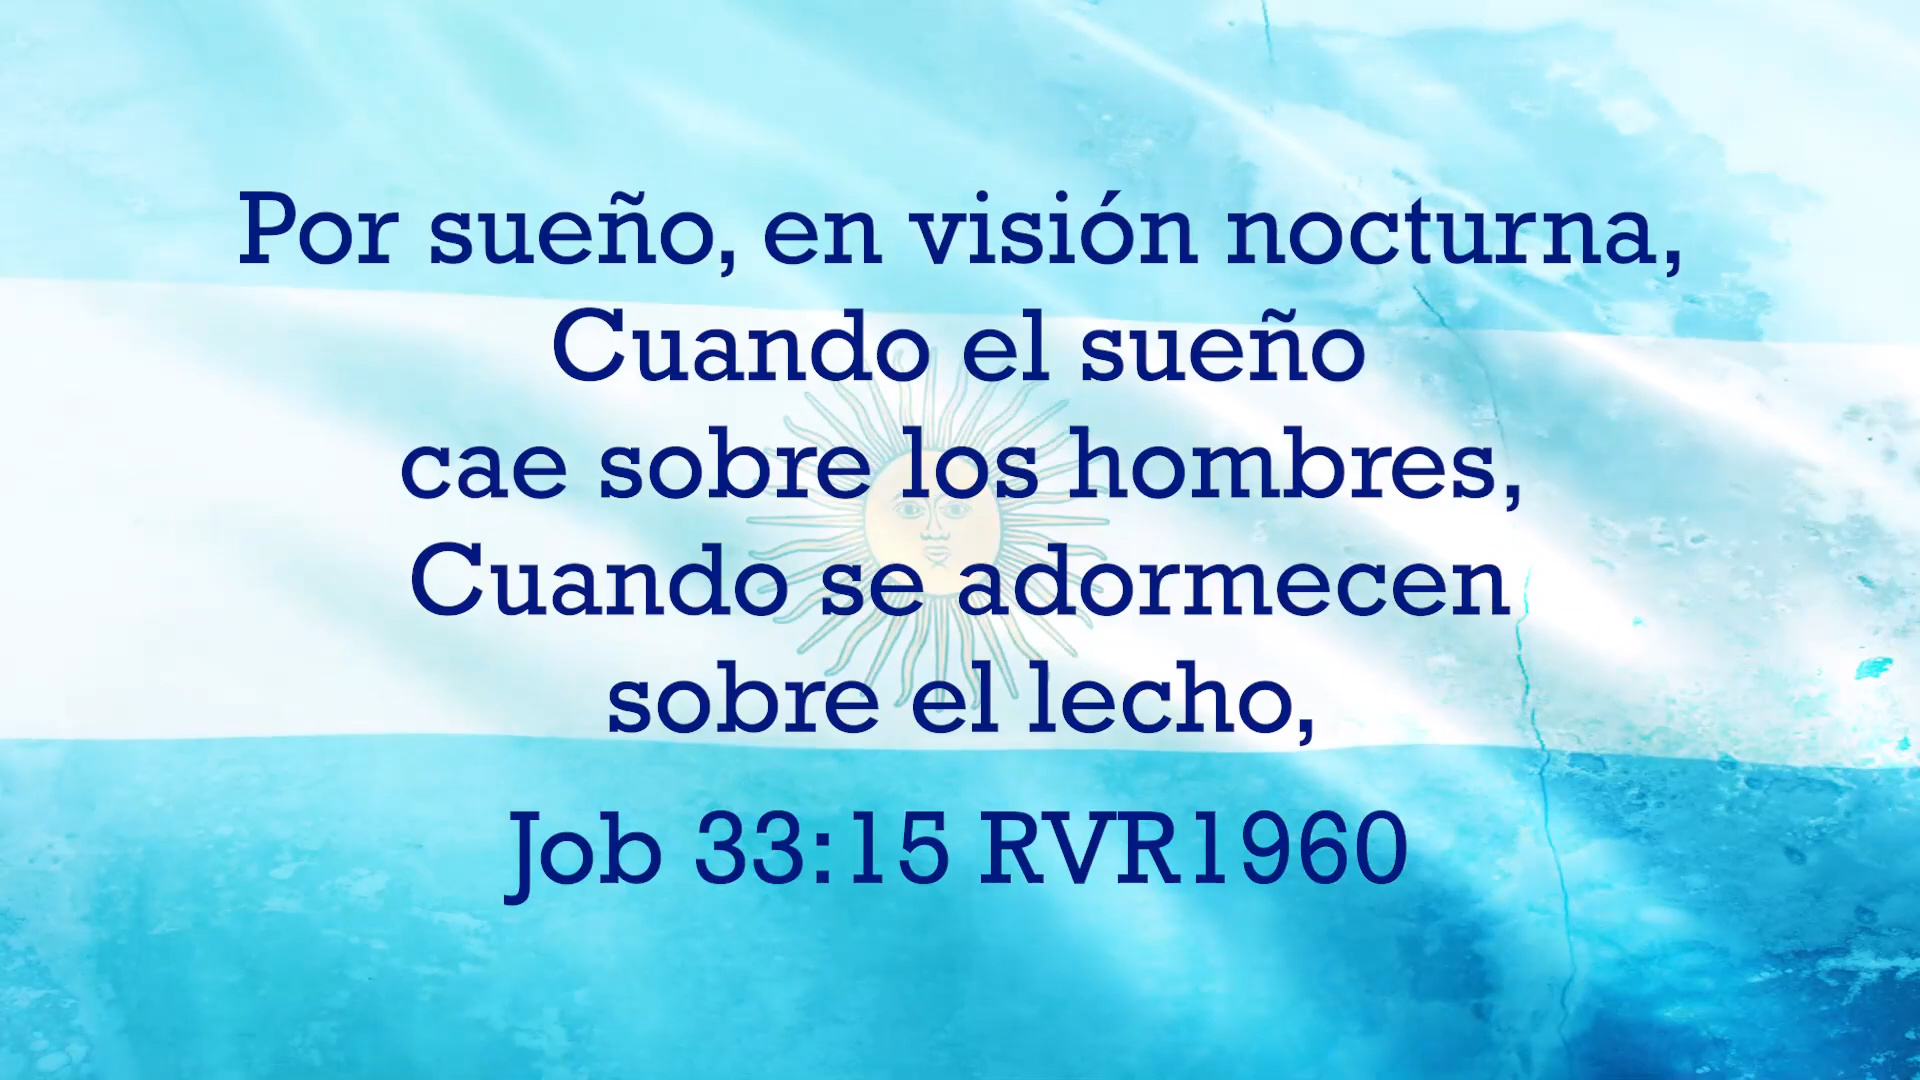 Por sueño, en visión nocturna,
Cuando el sueño
cae sobre los hombres,
Cuando se adormecen
sobre el lecho,
Job 33:15 RVR1960